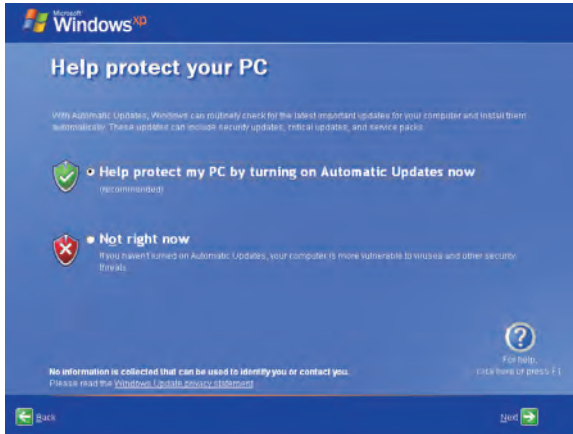 Microsoft
Windows xp
Help protect your PC
With Automatic Updates, Windows can routinely check for the latest important updates for your computer and install them
automatically. These updates can include security updates, critical updates, and service packs.
Help protect my PC by turning on Automatic Updates now
(recommended)
Not right now
If you haven't turned on Automatic Updates, your computer is more vulnerable to viruses and other security
threats.
For help,
click here or press F1
No information is collected that can be used to identify you or contact you.
Please read the Windows Update privacy statement
Back
Next